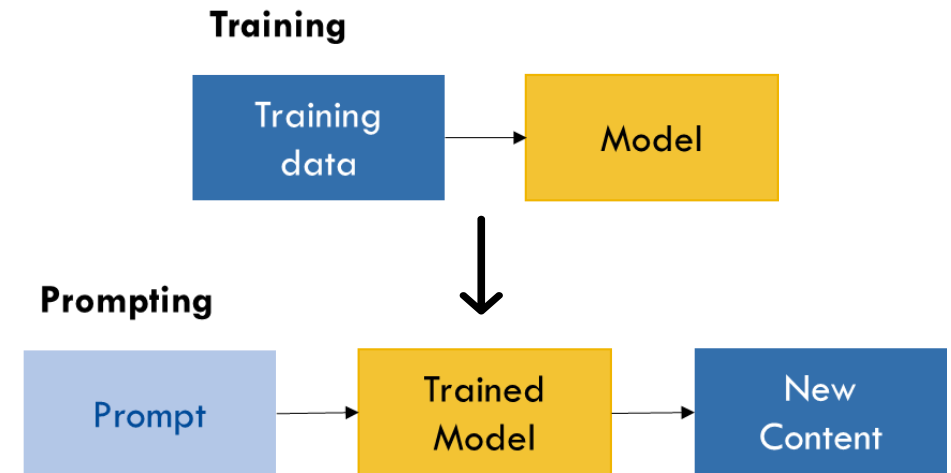 Training
Training
data
Model
Prompting
Prompt
Trained
Model
New
Content